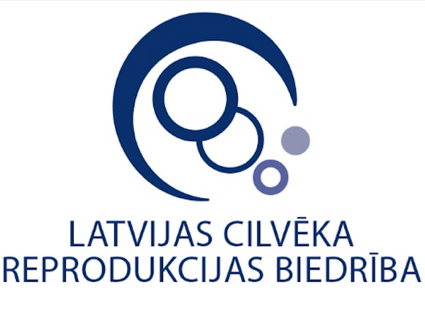 LATVIJAS CILVĒKA
REPRODUKCIJAS BIEDRĪBA